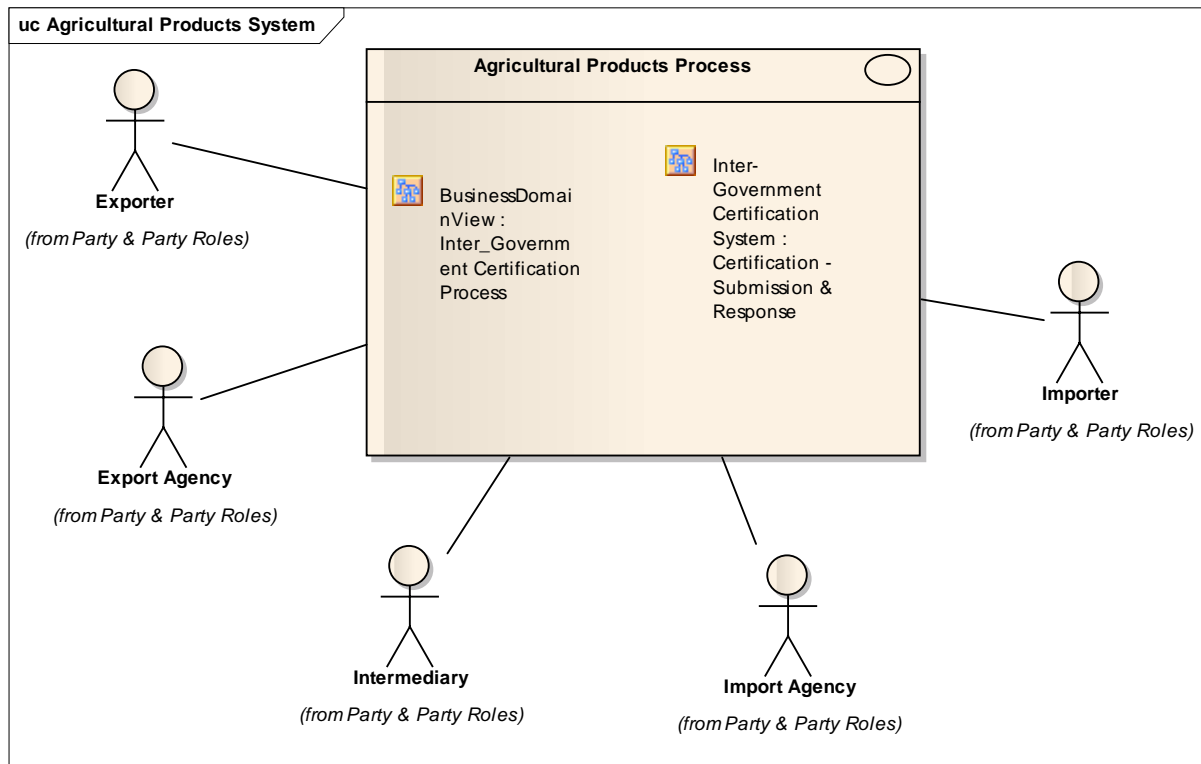 uc Agricultural Products System
Agricultural Products Process
BusinessDomai
nView :
Inter_Governm
ent Certification
Process
Inter-
Government
Certification
System :
Certification -
Submission &
Response
Exporter
(from Party & Party Roles)
Export Agency
(from Party & Party Roles)
Intermediary
(from Party & Party Roles)
Import Agency
(from Party & Party Roles)
Importer
(from Party & Party Roles)